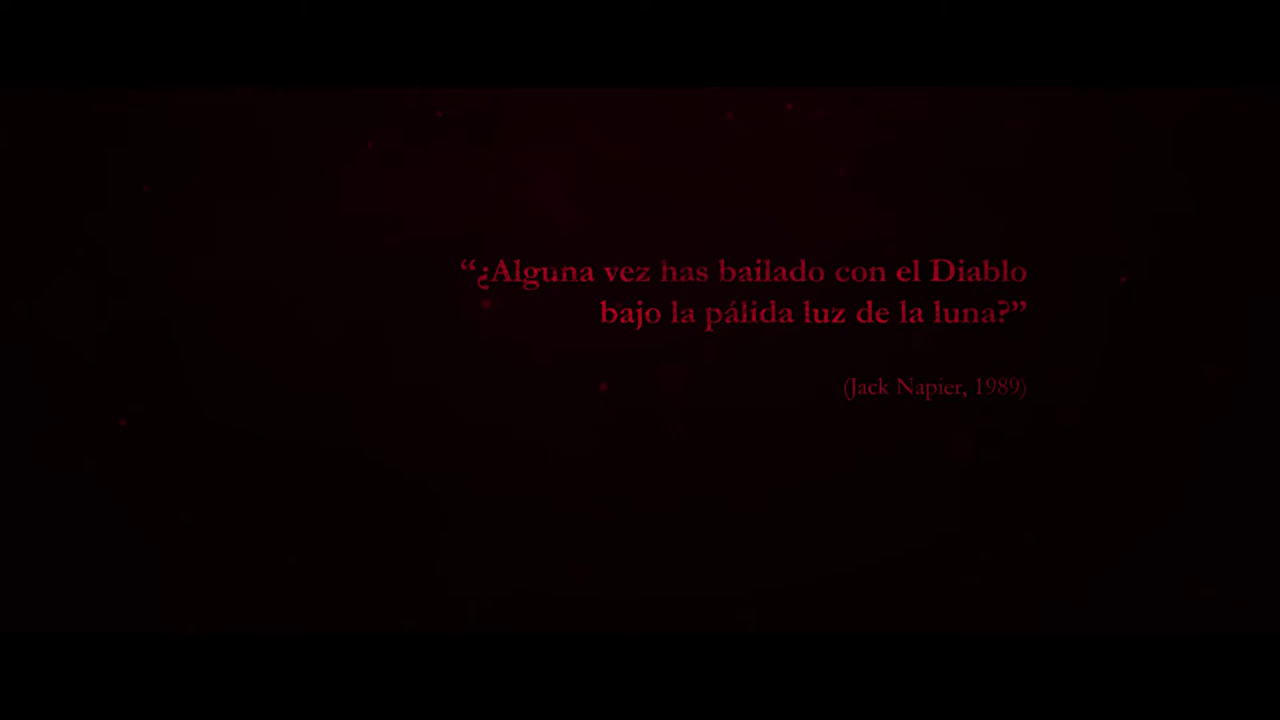 “¿Alguna vez has bailado con el Diablo
bajo la pálida luz de la luna?”
(Jack Napier, 1989)